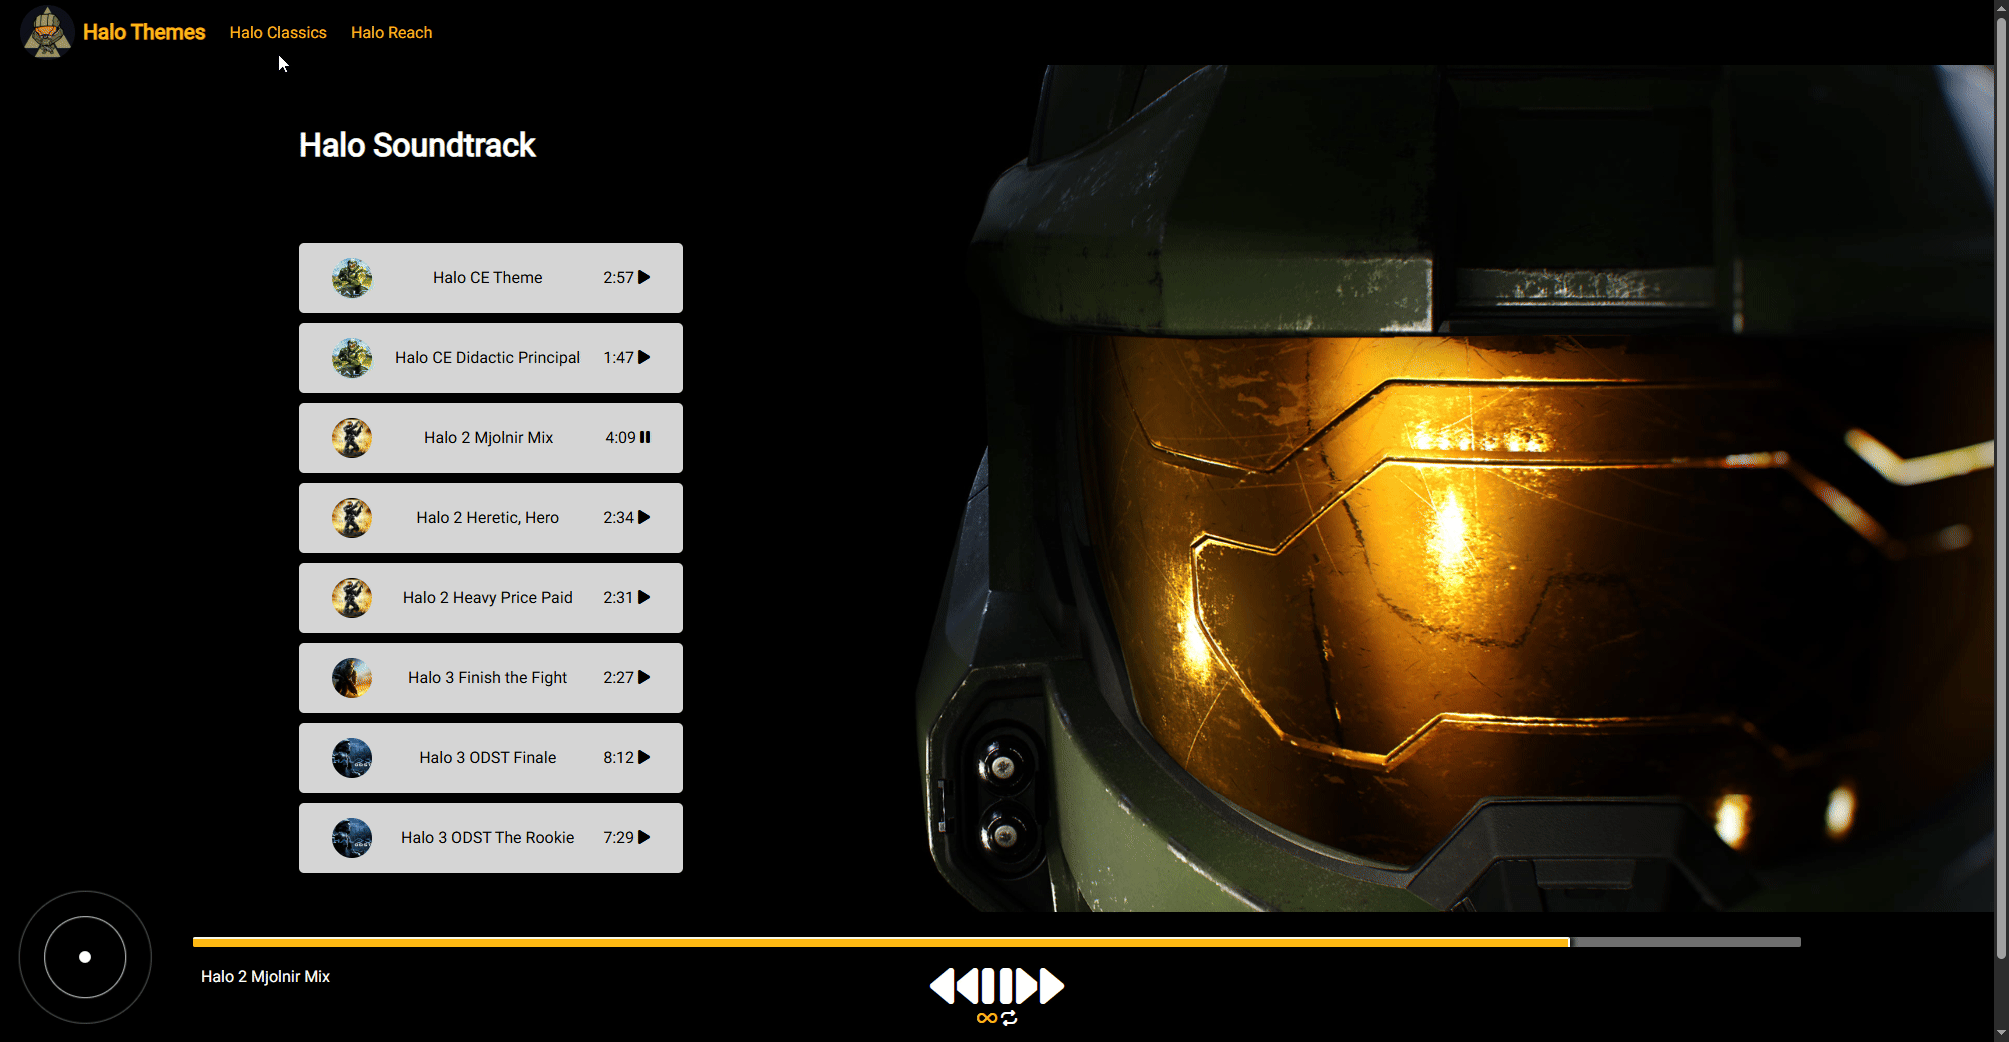 Halo Themes
Halo Classics
Halo Reach
Halo Soundtrack
Halo CE Theme 2:57
Halo CE Didactic Principal 1:47
Halo 2 Mjolnir Mix 4:09
Halo 2 Heretic, Hero 2:34
Halo 2 Heavy Price Paid 2:31
Halo 3 Finish the Fight 2:27
Halo 3 ODST Finale 8:12
Halo 3 ODST The Rookie 7:29
Halo 2 Mjolnir Mix